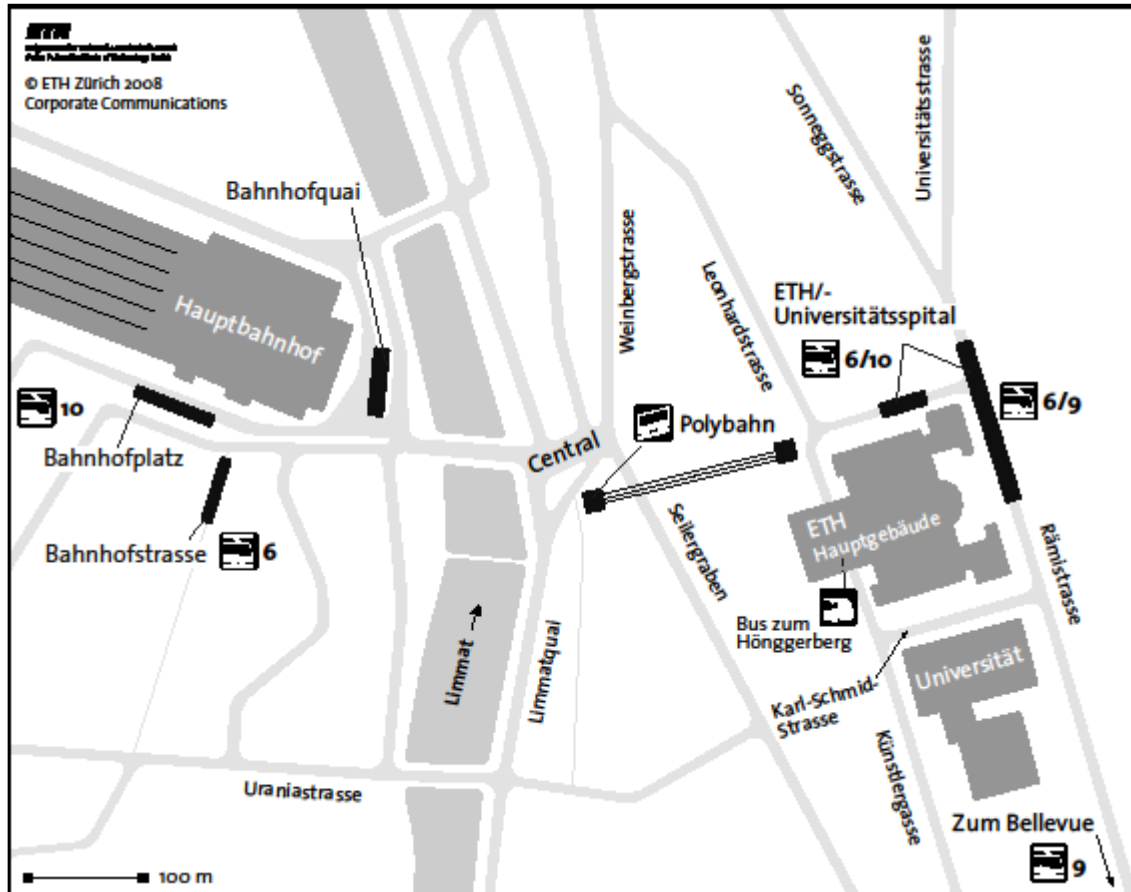 ETH
© ETH Zürich 2008
Corporate Communications
Bahnhofquai
Hauptbahnhof
10
Bahnhofplatz
Bahnhofstrasse
6
Central
Polybahn
Weinbergstrasse
Leonhardstrasse
Sonneggstrasse
Universitätsstrasse
ETH/-
Universitätsspital
6/10
6/9
Seilergraben
ETH
Hauptgebäude
Rämistrasse
Bus zum
Hönggerberg
Limmat
Limmatquai
Karl-Schmid-
Strasse
Universität
Künstlergasse
Uraniastrasse
Zum Bellevue
9
100 m